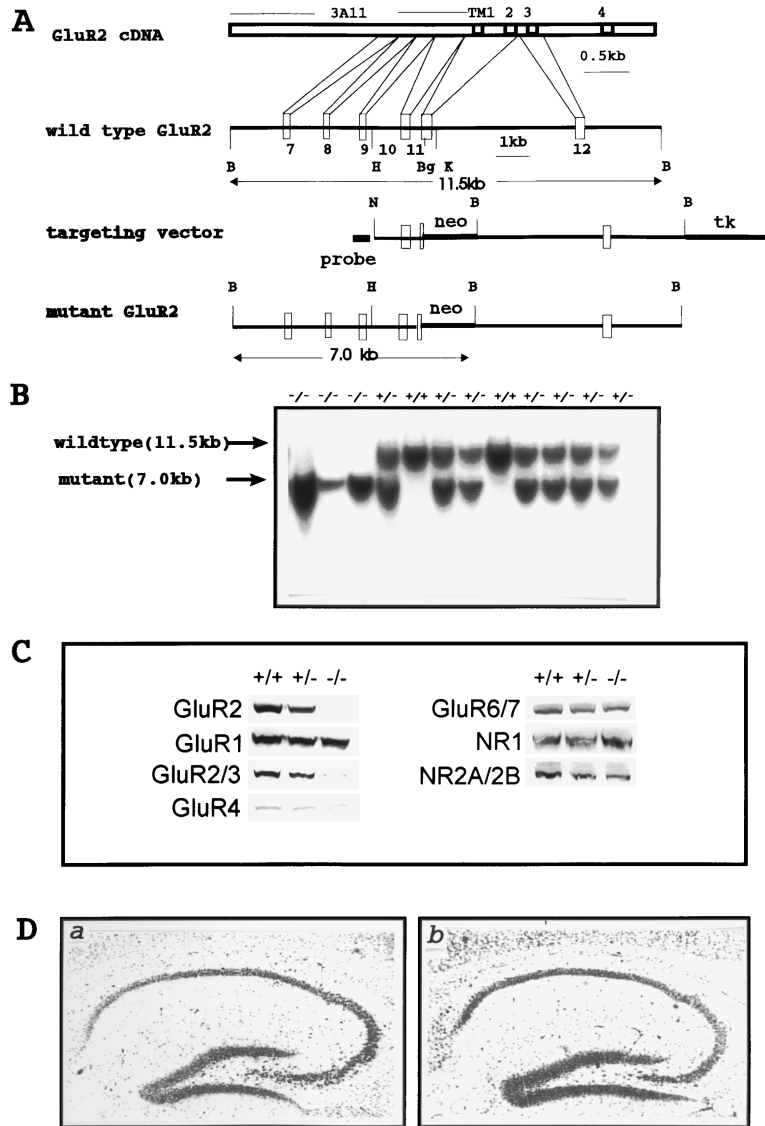 A
3A11 TM1 2 3 4
GluR2 cDNA
0.5kb
wild type GluR2
7 8 9 10 11 1kb 12
B H Bg K B
11.5kb
N B B
targeting vector neo tk
probe
B H B B
mutant GluR2 neo
7.0 kb
B
-/- -/- -/- +/- +/+ +/- +/- +/+ +/- +/- +/- +/-
wildtype(11.5kb)
mutant(7.0kb)
C
+/+ +/- -/-
GluR2
GluR1
GluR2/3
GluR4
+/+ +/- -/-
GluR6/7
NR1
NR2A/2B
D
a
b